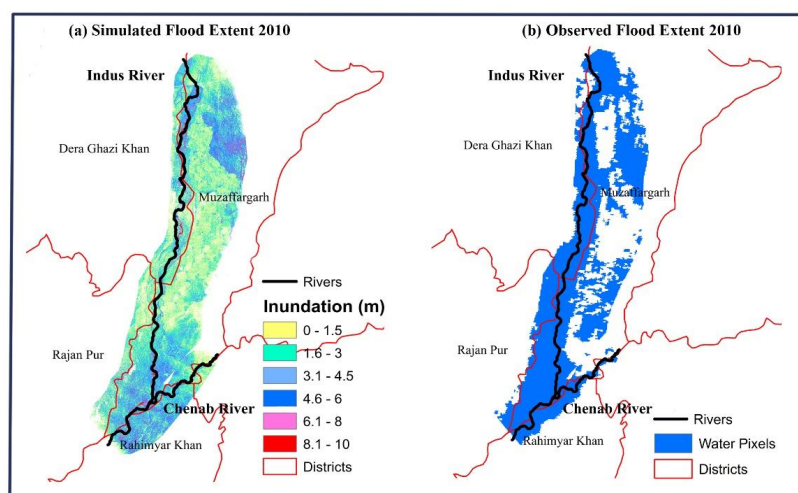 (a) Simulated Flood Extent 2010
Indus River
Dera Ghazi Khan
Muzaffargarh
Rivers
Inundation (m)
0 - 1.5
1.6 - 3
3.1 - 4.5
4.6 - 6
6.1 - 8
8.1 - 10
Districts
Rajan Pur
Chenab River
Rahimyar Khan
(b) Observed Flood Extent 2010
Indus River
Dera Ghazi Khan
Muzaffargarh
Rajan Pur
Chenab River
Rahimyar Khan
Rivers
Water Pixels
Districts